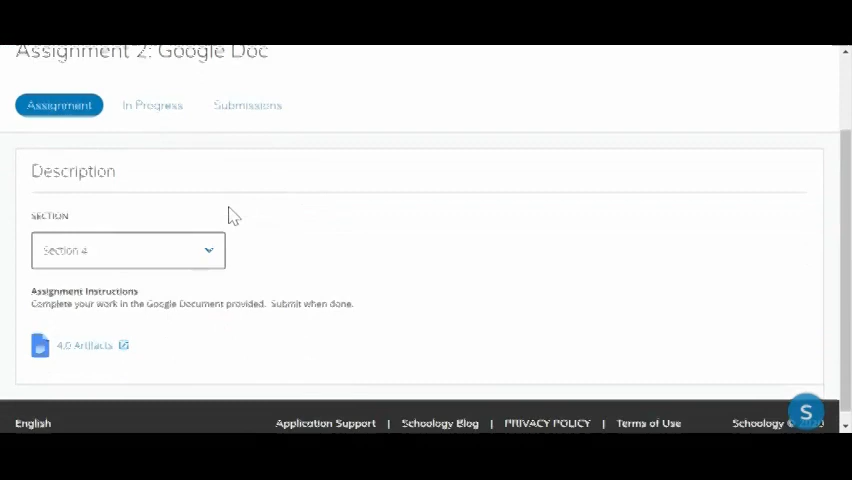 Assignment 2: Google Doc
Assignment In Progress Submissions
Description
SECTION
Section 4
Assignment Instructions
Complete your work in the Google Document provided. Submit when done.
4.0 Artifacts
S
English Application Support | Schoology Blog | PRIVACY POLICY | Terms of Use Schoology ©